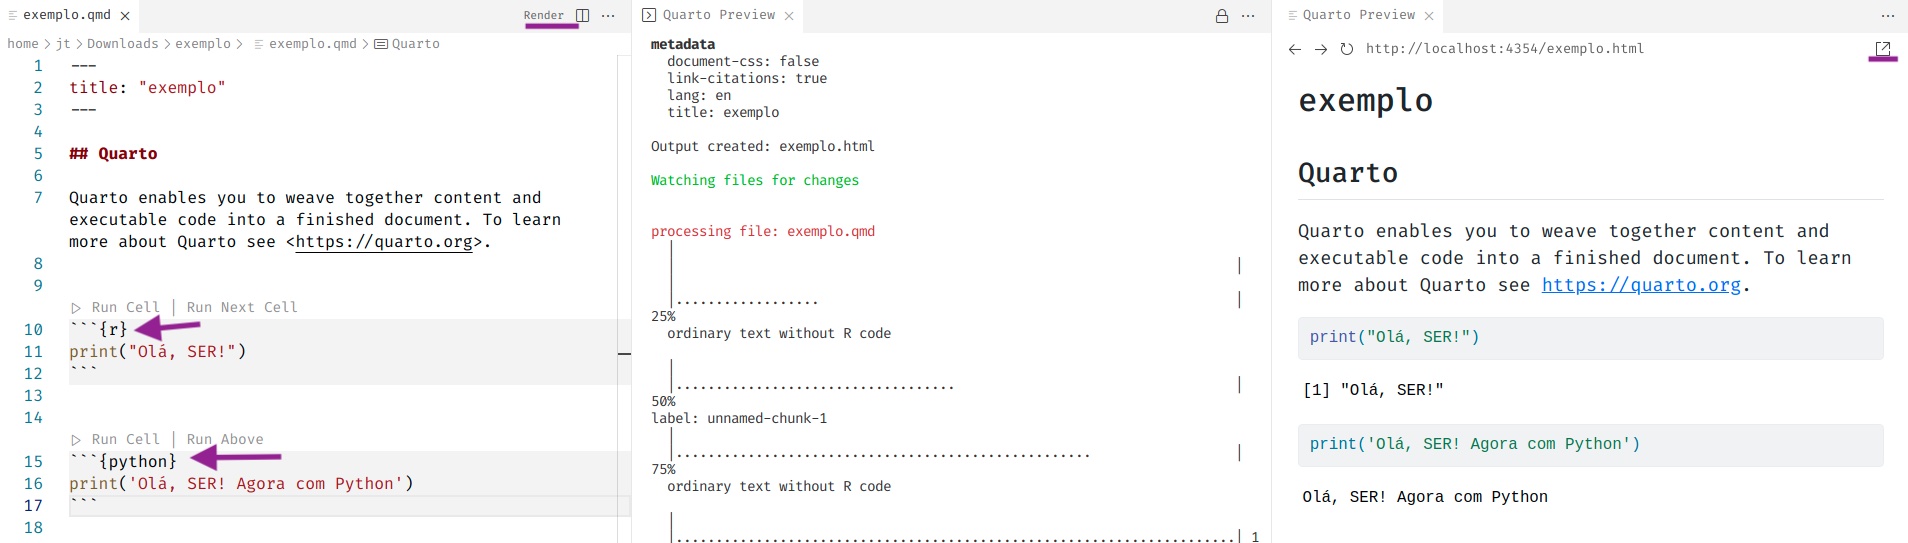 exemplo.qmd
Render
home > jt > Downloads > exemplo > exemplo.qmd > Quarto
1 ---
2 title: "exemplo"
3 ---
4
5 ## Quarto
6
7 Quarto enables you to weave together content and
executable code into a finished document. To learn
more about Quarto see <https://quarto.org>.
8
9
Run Cell | Run Next Cell
10 ```{r}
11 print("Olá, SER!")
12 ```
13
14
Run Cell | Run Above
15 ```{python}
16 print('Olá, SER! Agora com Python')
17 ```
18
Quarto Preview
metadata
document-css: false
link-citations: true
lang: en
title: exemplo
Output created: exemplo.html
Watching files for changes
processing file: exemplo.qmd
|
| |
|
|.................. |
25%
ordinary text without R code
|
|................................... |
50%
label: unnamed-chunk-1
|
|.................................................... |
75%
ordinary text without R code
|
|......................................................................| 1
Quarto Preview
http://localhost:4354/exemplo.html
exemplo
Quarto
Quarto enables you to weave together content and
executable code into a finished document. To learn
more about Quarto see https://quarto.org.
print("Olá, SER!")
[1] "Olá, SER!"
print('Olá, SER! Agora com Python')
Olá, SER! Agora com Python